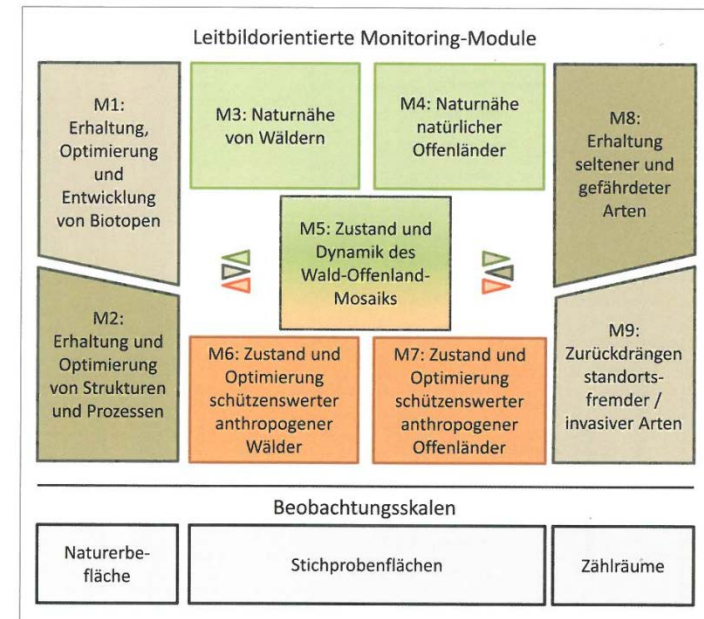 Leitbildorientierte Monitoring-Module
M1:
Erhaltung,
Optimierung
und
Entwicklung
von Biotopen
M2:
Erhaltung und
Optimierung
von Strukturen
und Prozessen
M3: Naturnähe
von Wäldern
M4: Naturnähe
natürlicher
Offenländer
M5: Zustand und
Dynamik des
Wald-Offenland-
Mosaiks
M6: Zustand und
Optimierung
schützenswerter
anthropogener
Wälder
M7: Zustand und
Optimierung
schützenswerter
anthropogener
Offenländer
M8:
Erhaltung
seltener und
gefährdeter
Arten
M9:
Zurückdrängen
standorts-
fremder /
invasiver Arten
Beobachtungsskalen
Naturerbe-
fläche
Stichprobenflächen
Zählräume